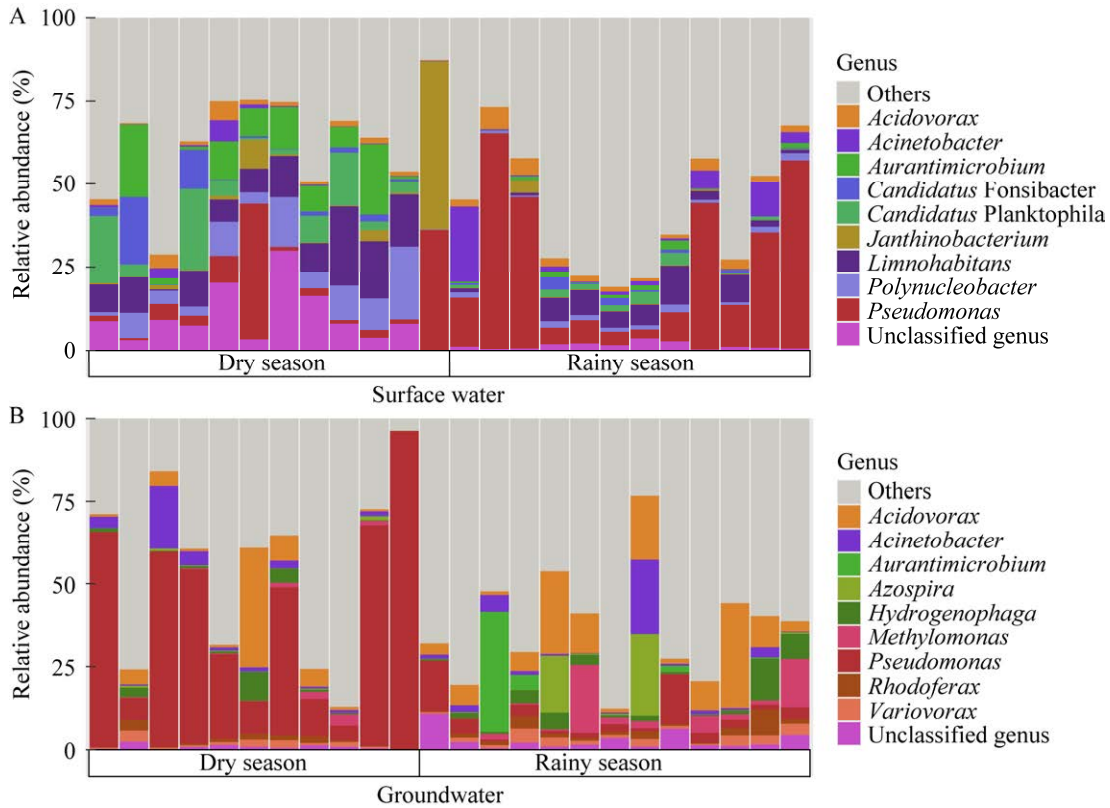 A
100
75
50
25
0
Relative abundance (%)
Dry season
Rainy season
Surface water
Genus
Others
Acidovorax
Acinetobacter
Aurantimicrobium
Candidatus Fonsibacter
Candidatus Planktophila
Janthinobacterium
Limnohabitans
Polynucleobacter
Pseudomonas
Unclassified genus
B
100
75
50
25
0
Relative abundance (%)
Dry season
Rainy season
Groundwater
Genus
Others
Acidovorax
Acinetobacter
Aurantimicrobium
Azospira
Hydrogenophaga
Methylomonas
Pseudomonas
Rhodoferax
Variovorax
Unclassified genus